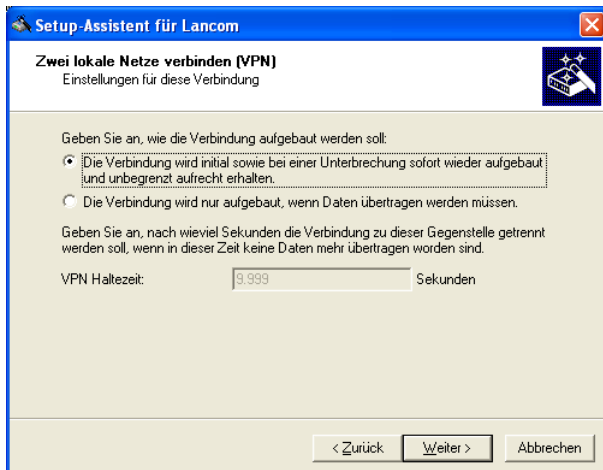 Setup-Assistent für Lancom
Zwei lokale Netze verbinden (VPN)
Einstellungen für diese Verbindung
Geben Sie an, wie die Verbindung aufgebaut werden soll:
Die Verbindung wird initial sowie bei einer Unterbrechung sofort wieder aufgebaut
und unbegrenzt aufrecht erhalten.
Die Verbindung wird nur aufgebaut, wenn Daten übertragen werden müssen.
Geben Sie an, nach wieviel Sekunden die Verbindung zu dieser Gegenstelle getrennt
werden soll, wenn in dieser Zeit keine Daten mehr übertragen worden sind.
VPN Haltezeit: 9.999 Sekunden
< Zurück Weiter > Abbrechen